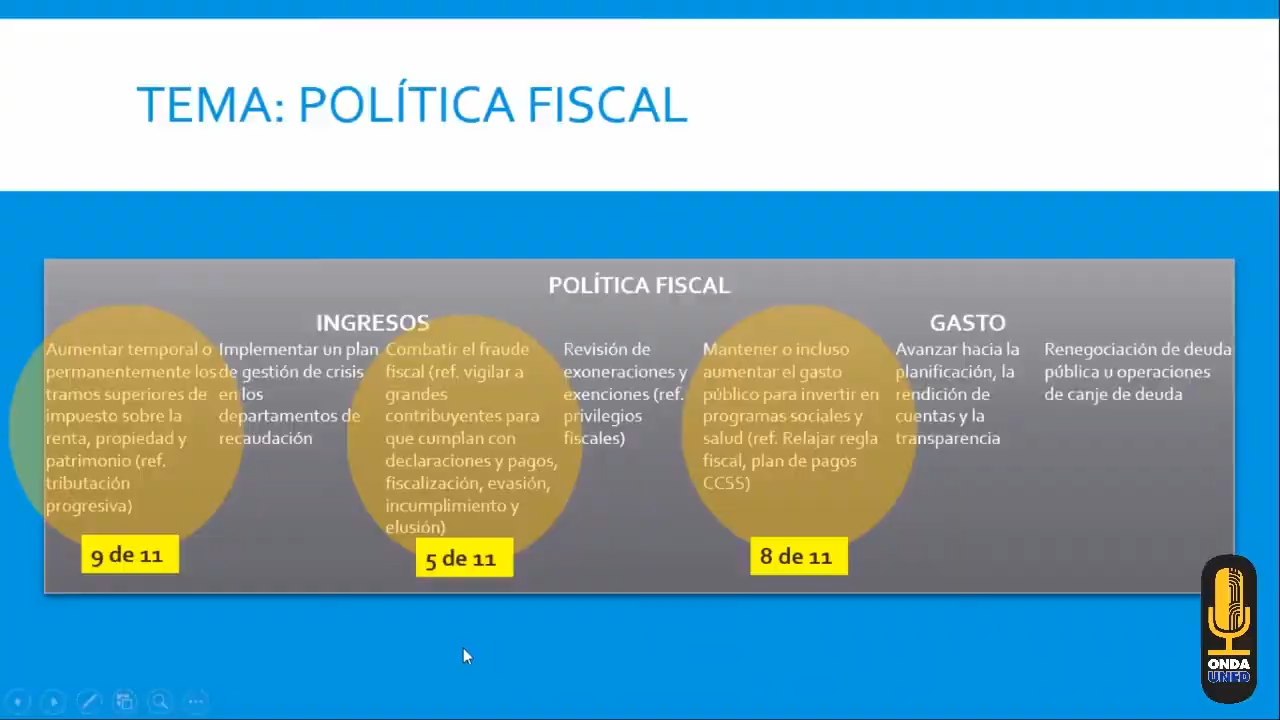 TEMA: POLÍTICA FISCAL
POLÍTICA FISCAL
INGRESOS
Aumentar temporal o
permanentemente los
tramos superiores de
impuesto sobre la
renta, propiedad y
patrimonio (ref.
tributación
progresiva)
9 de 11
Implementar un plan
de gestión de crisis
en los
departamentos de
recaudación
Combatir el fraude
fiscal (ref. vigilar a
grandes
contribuyentes para
que cumplan con
declaraciones y pagos,
fiscalización, evasión,
incumplimiento y
elusión)
5 de 11
Revisión de
exoneraciones y
exenciones (ref.
privilegios
fiscales)
GASTO
Mantener o incluso
aumentar el gasto
público para invertir en
programas sociales y
salud (ref. Relajar regla
fiscal, plan de pagos
CCSS)
8 de 11
Avanzar hacia la
planificación, la
rendición de
cuentas y la
transparencia
Renegociación de deuda
pública u operaciones
de canje de deuda
ONDA
UNED